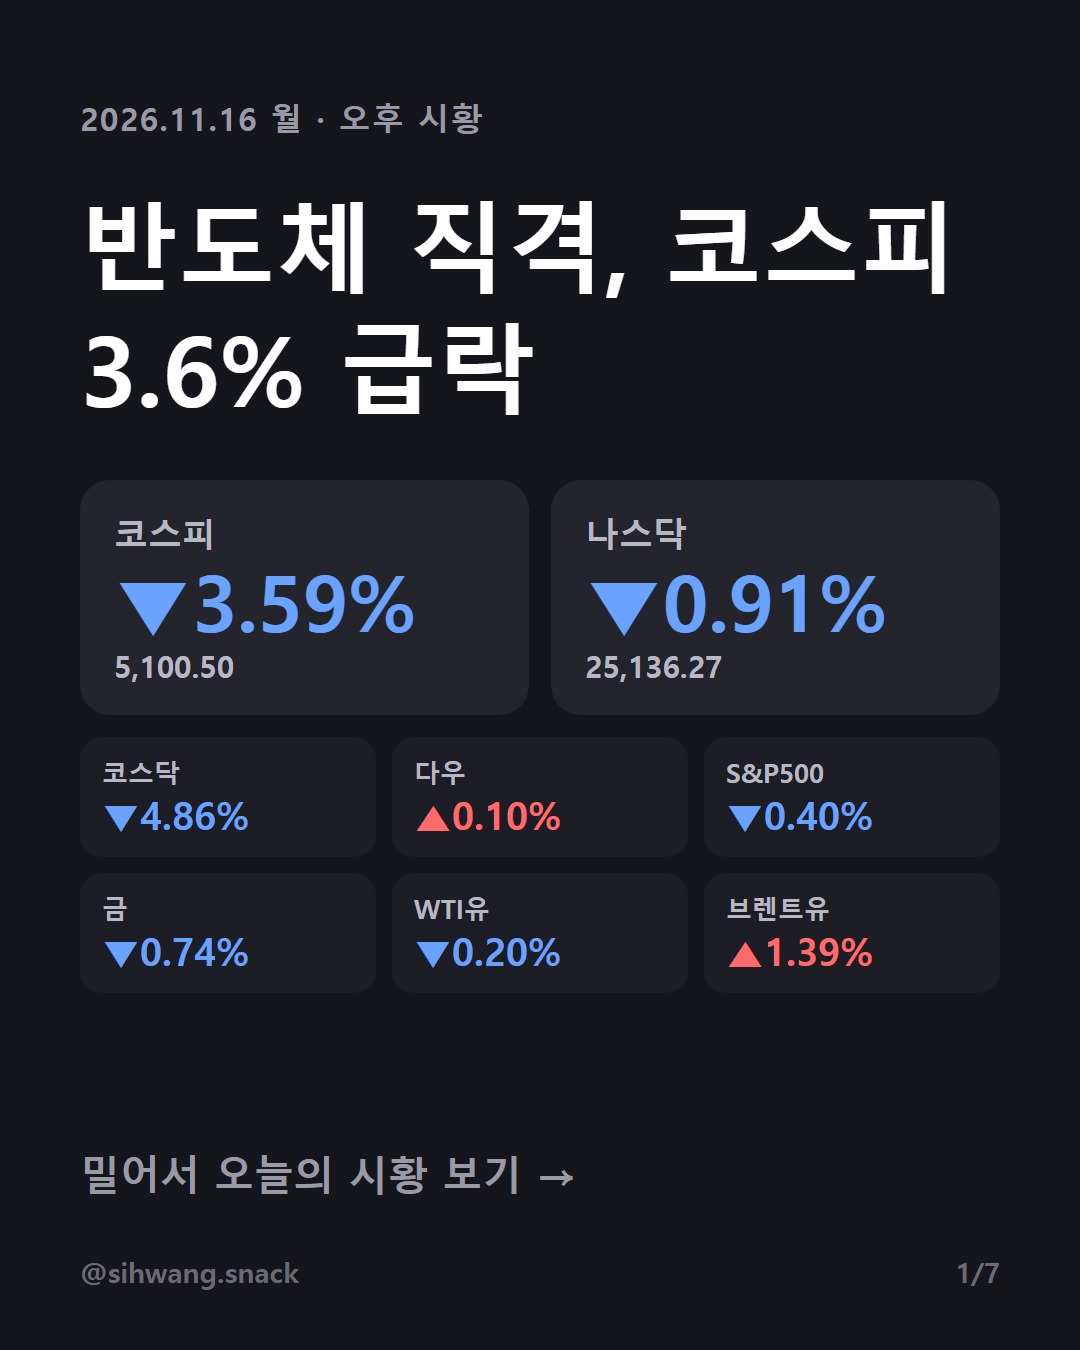 2026.11.16 월 · 오후 시황
반도체 직격, 코스피
3.6% 급락
코스피
▼3.59%
5,100.50
나스닥
▼0.91%
25,136.27
코스닥
▼4.86%
다우
▲0.10%
S&P500
▼0.40%
금
▼0.74%
WTI유
▼0.20%
브렌트유
▲1.39%
밀어서 오늘의 시황 보기 →
@sihwang.snack
1/7